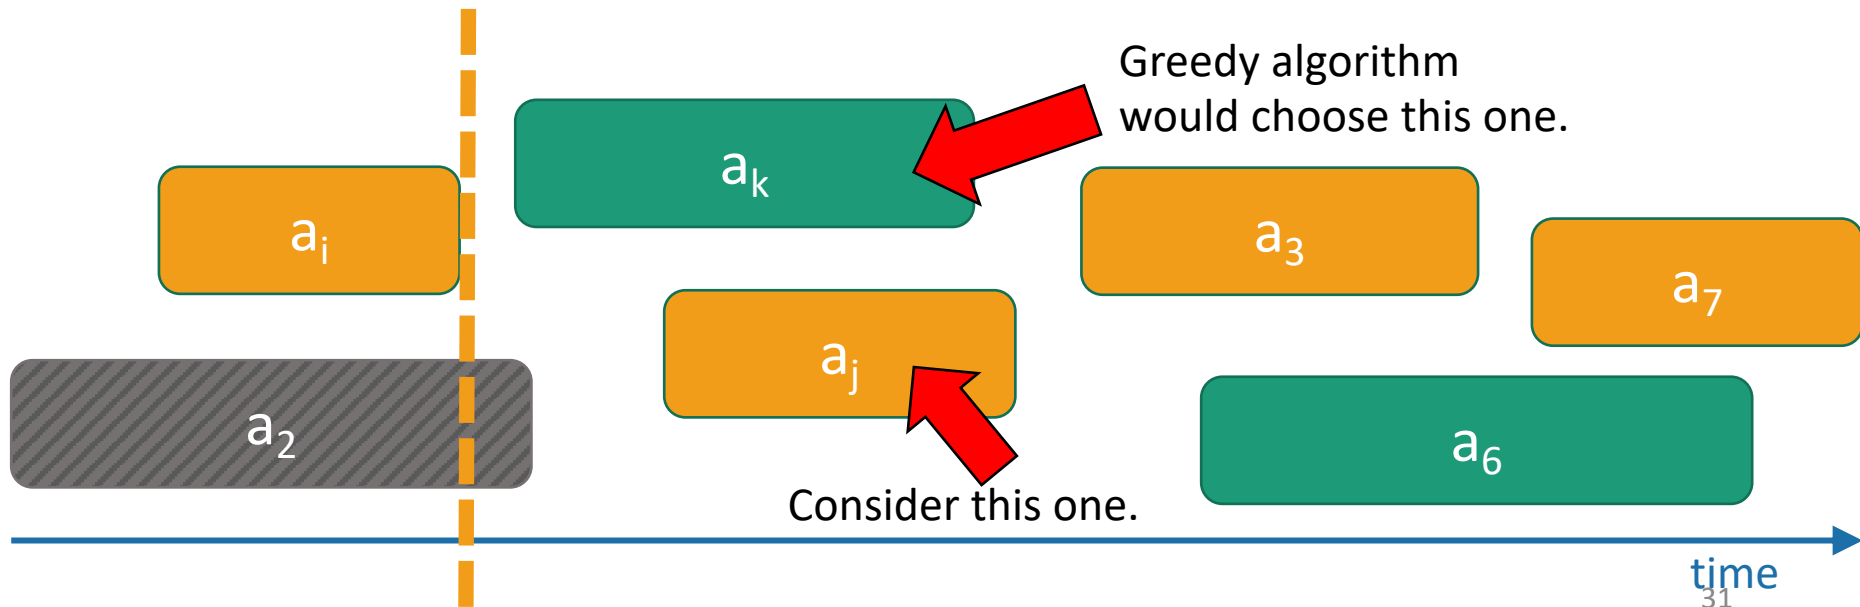 Greedy algorithm
would choose this one.
aₖ
aᵢ
a₃
a₇
aⱼ
a₂
a₆
Consider this one.
time
31